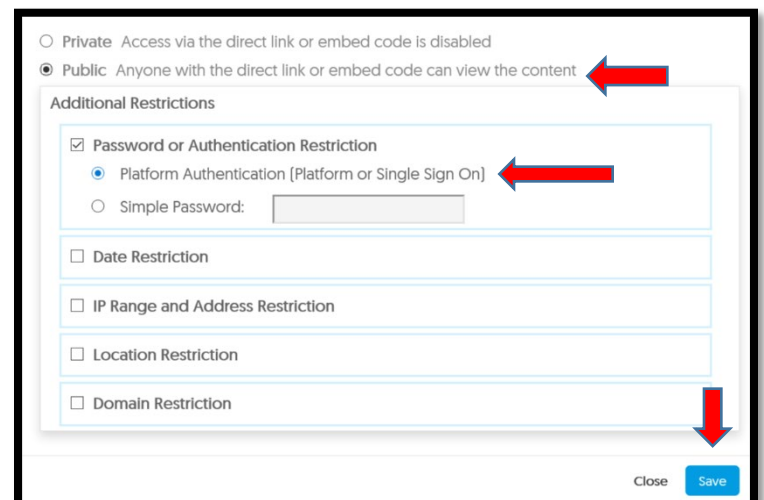 Private Access via the direct link or embed code is disabled
Public Anyone with the direct link or embed code can view the content
Additional Restrictions
Password or Authentication Restriction
Platform Authentication (Platform or Single Sign On)
Simple Password:
Date Restriction
IP Range and Address Restriction
Location Restriction
Domain Restriction
Close Save